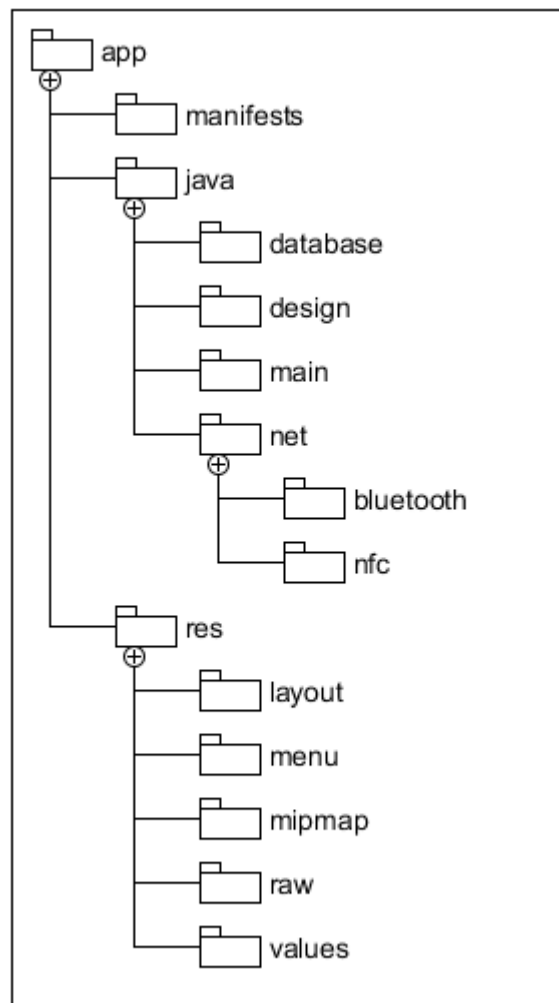 app
manifests
java
database
design
main
net
bluetooth
nfc
res
layout
menu
mipmap
raw
values